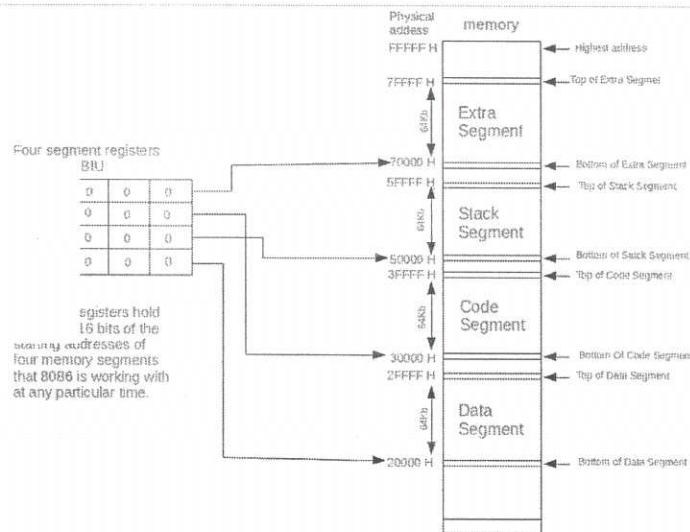 Physical
addess
memory
FFFFF H
Highest address
7FFFF H
Top of Extra Segmet
64Kb
Extra
Segment
70000 H
Bottom of Extra Segment
5FFFF H
Top of Stack Segment
64Kb
Stack
Segment
50000 H
Bottom of Stack Segment
3FFFF H
Top of Code Segment
64Kb
Code
Segment
30000 H
Bottom Of Code Segment
2FFFF H
Top of Data Segment
64Kb
Data
Segment
20000 H
Bottom of Data Segment
Four segment registers
BIU
0 0 0
0 0 0
0 0 0
0 0 0
egisters hold
16 bits of the
addresses of
four memory segments
that 8086 is working with
at any particular time.